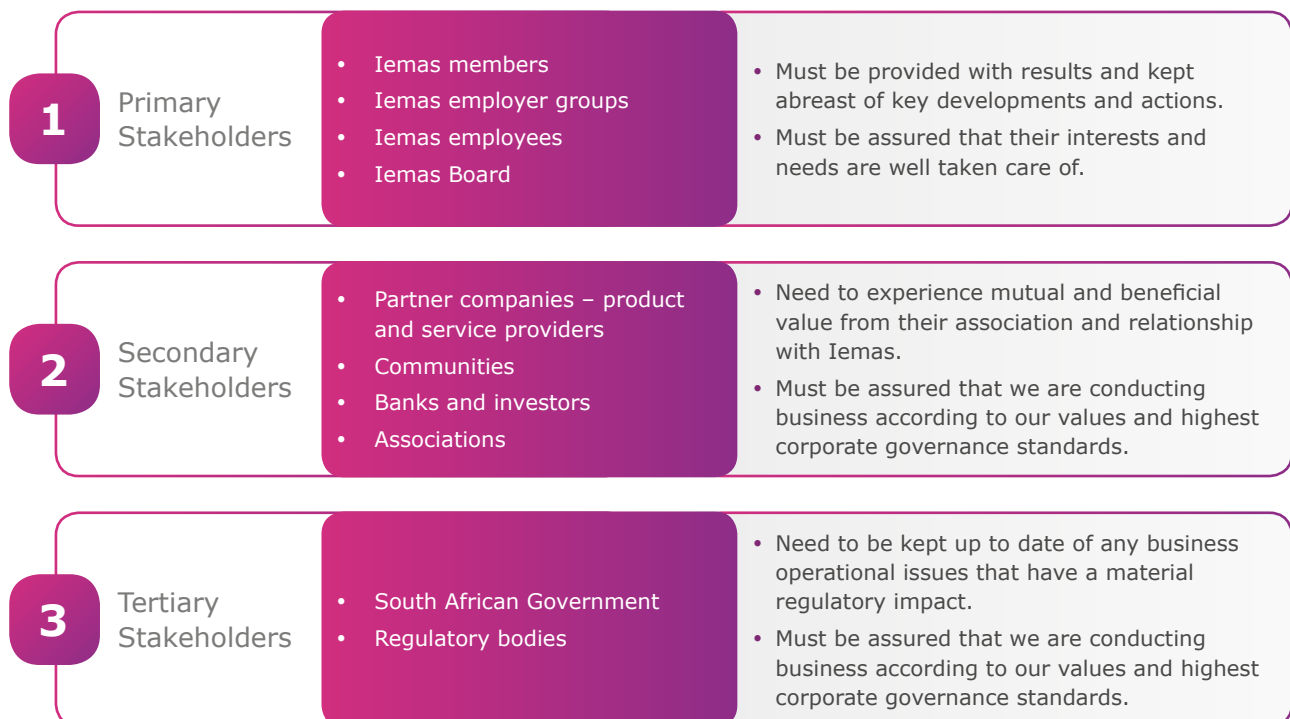 1
Primary
Stakeholders
• Iemas members
• Iemas employer groups
• Iemas employees
• Iemas Board
• Must be provided with results and kept
abreast of key developments and actions.
• Must be assured that their interests and
needs are well taken care of.
2
Secondary
Stakeholders
• Partner companies – product
and service providers
• Communities
• Banks and investors
• Associations
• Need to experience mutual and beneficial
value from their association and relationship
with Iemas.
• Must be assured that we are conducting
business according to our values and highest
corporate governance standards.
3
Tertiary
Stakeholders
• South African Government
• Regulatory bodies
• Need to be kept up to date of any business
operational issues that have a material
regulatory impact.
• Must be assured that we are conducting
business according to our values and highest
corporate governance standards.